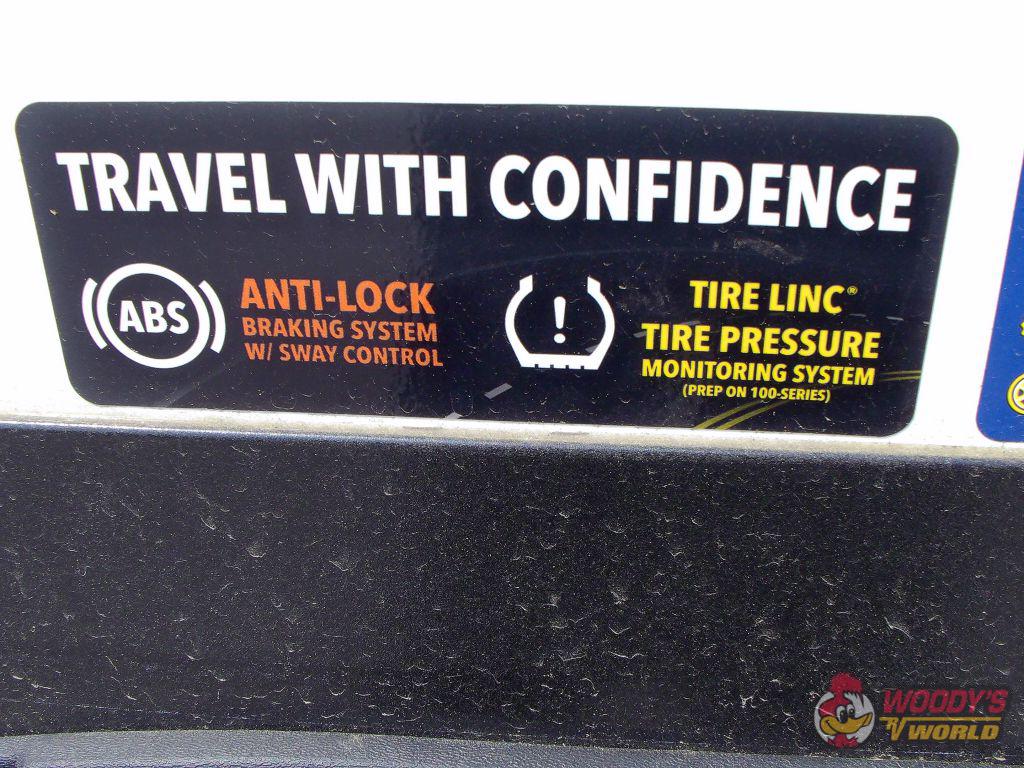 TRAVEL WITH CONFIDENCE
ABS
ANTI-LOCK
BRAKING SYSTEM
W/ SWAY CONTROL
!
TIRE LINC®
TIRE PRESSURE
MONITORING SYSTEM
(PREP ON 100-SERIES)
WOODY'S
RV WORLD